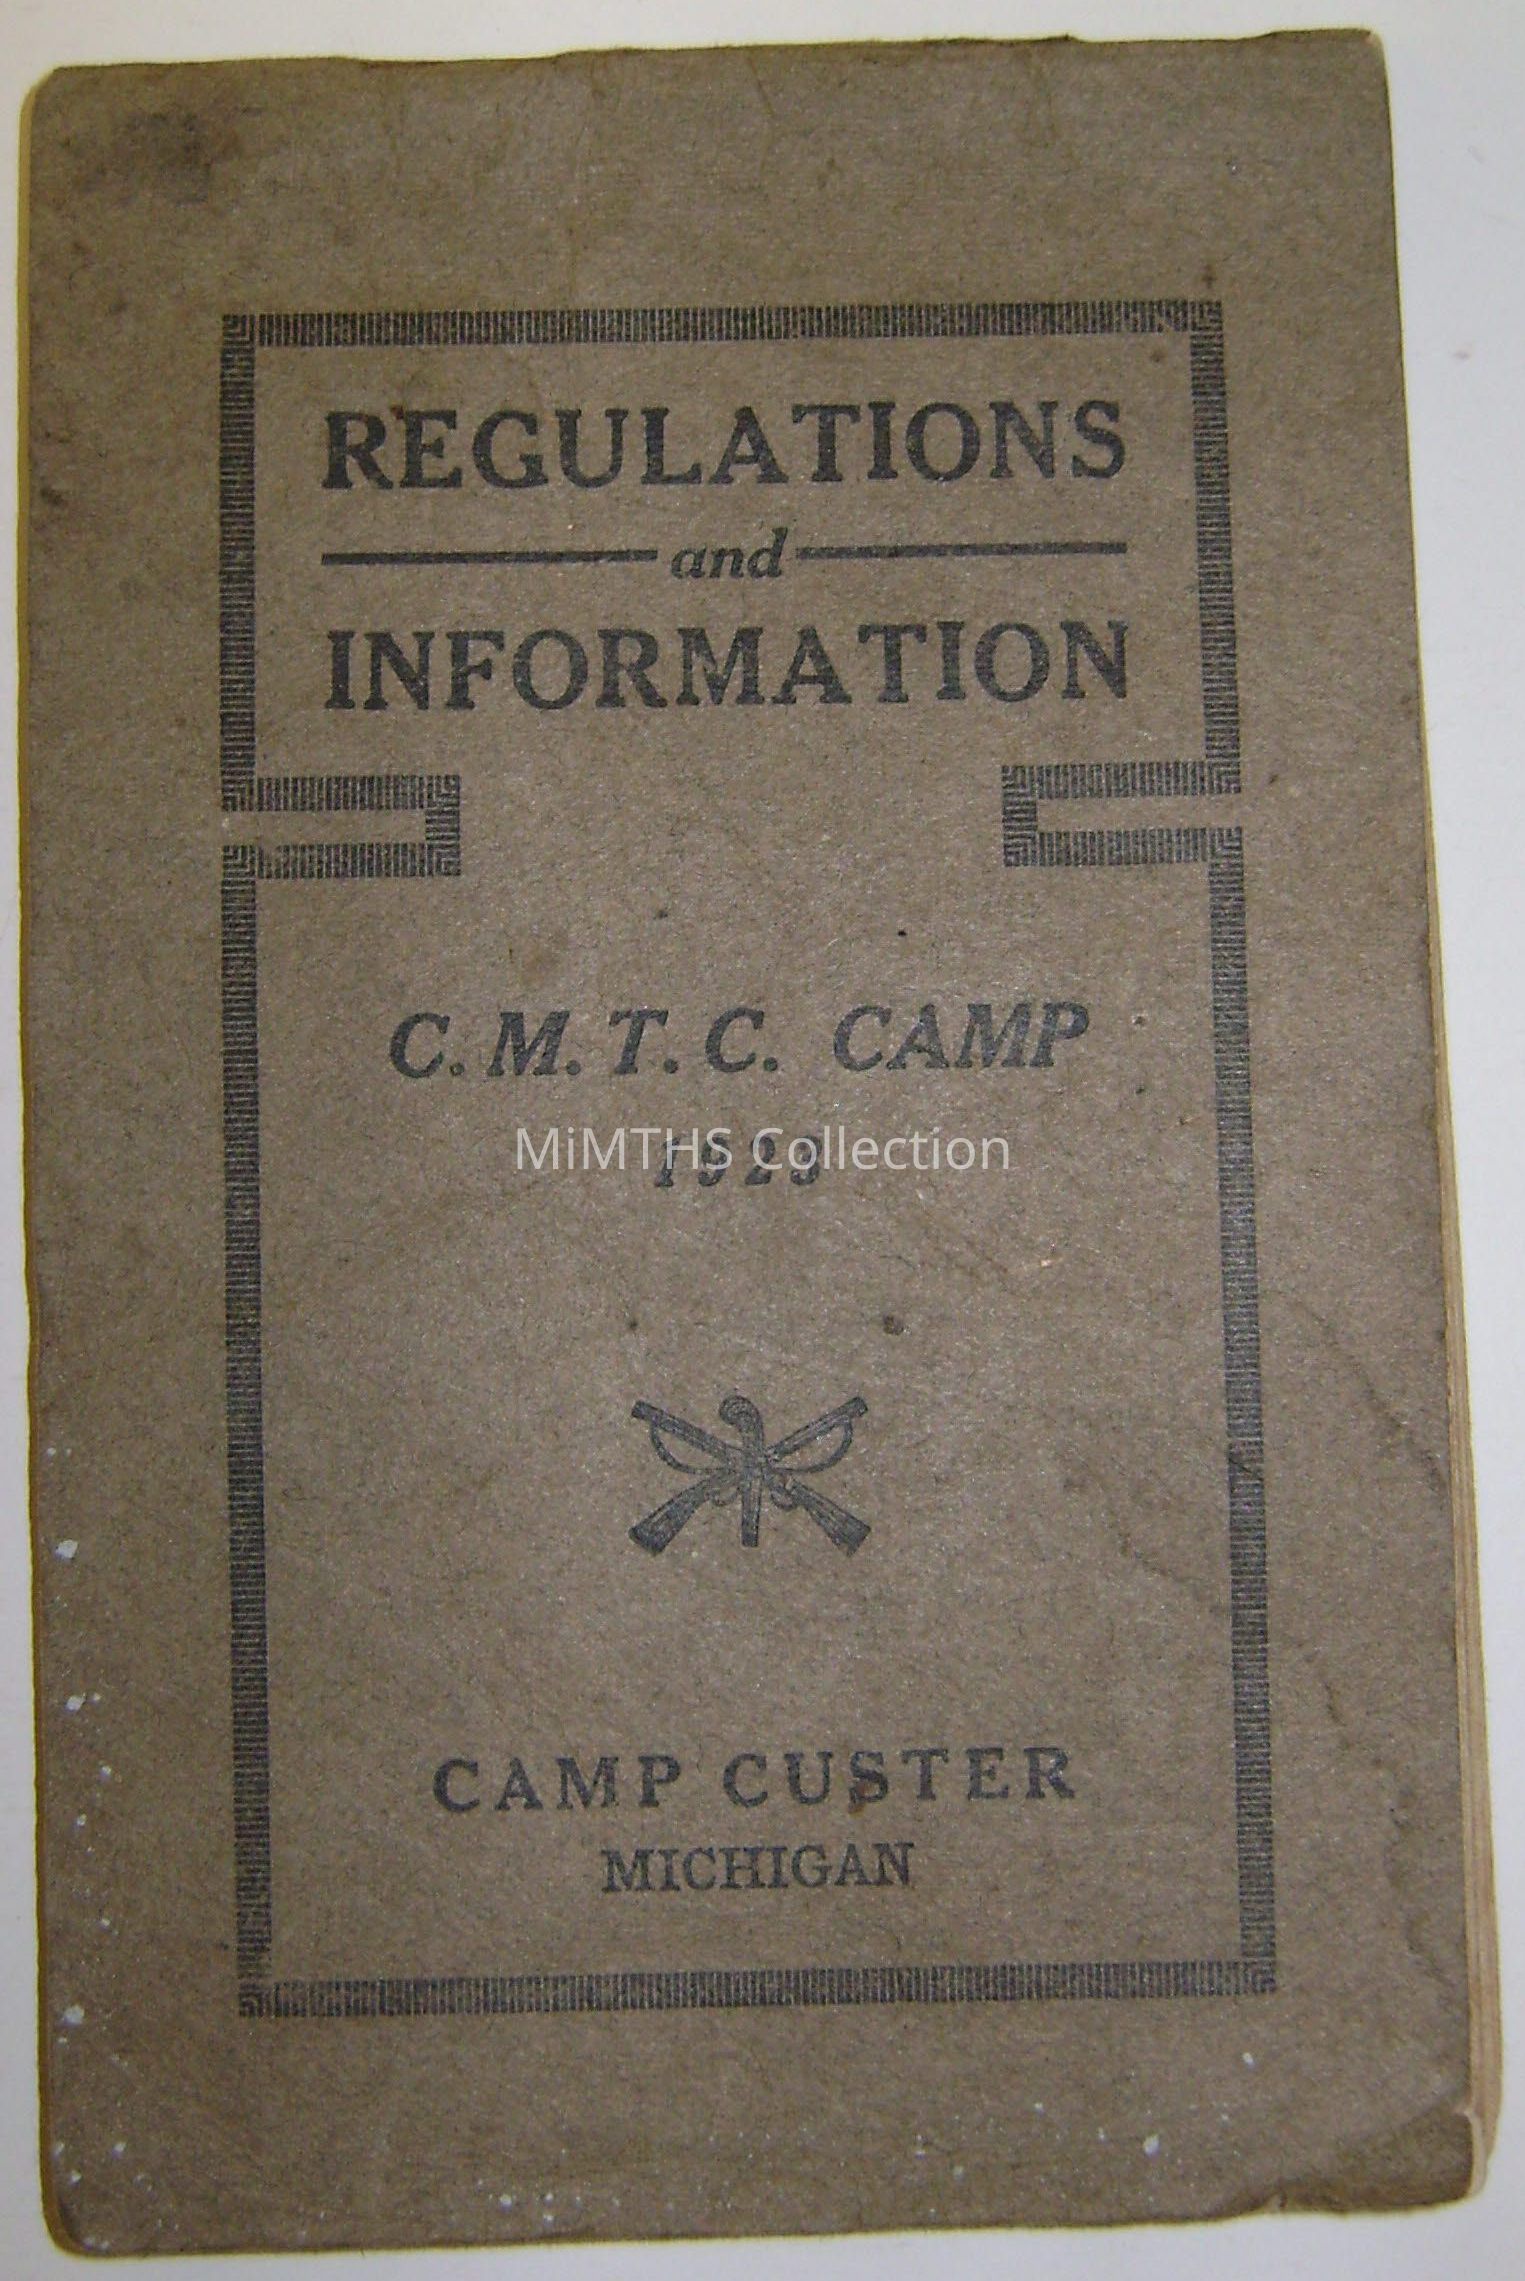 REGULATIONS
and
INFORMATION
C. M. T. C. CAMP
MiMTHS Collection
CAMP CUSTER
MICHIGAN